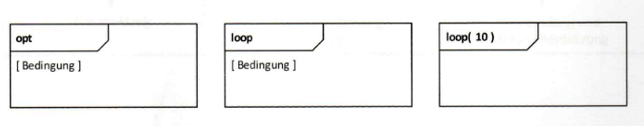 opt
[ Bedingung ]
loop
[ Bedingung ]
loop( 10 )